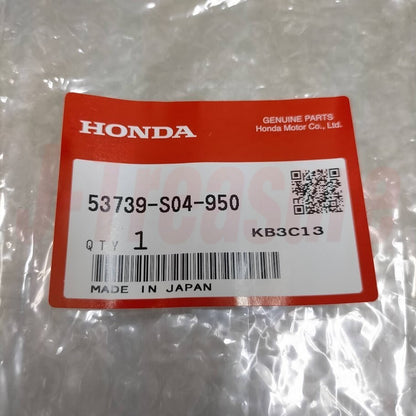 HONDA
GENUINE PARTS
Honda Motor Co., Ltd.
53739-S04-950
QTY 1
KB3C13
MADE IN JAPAN